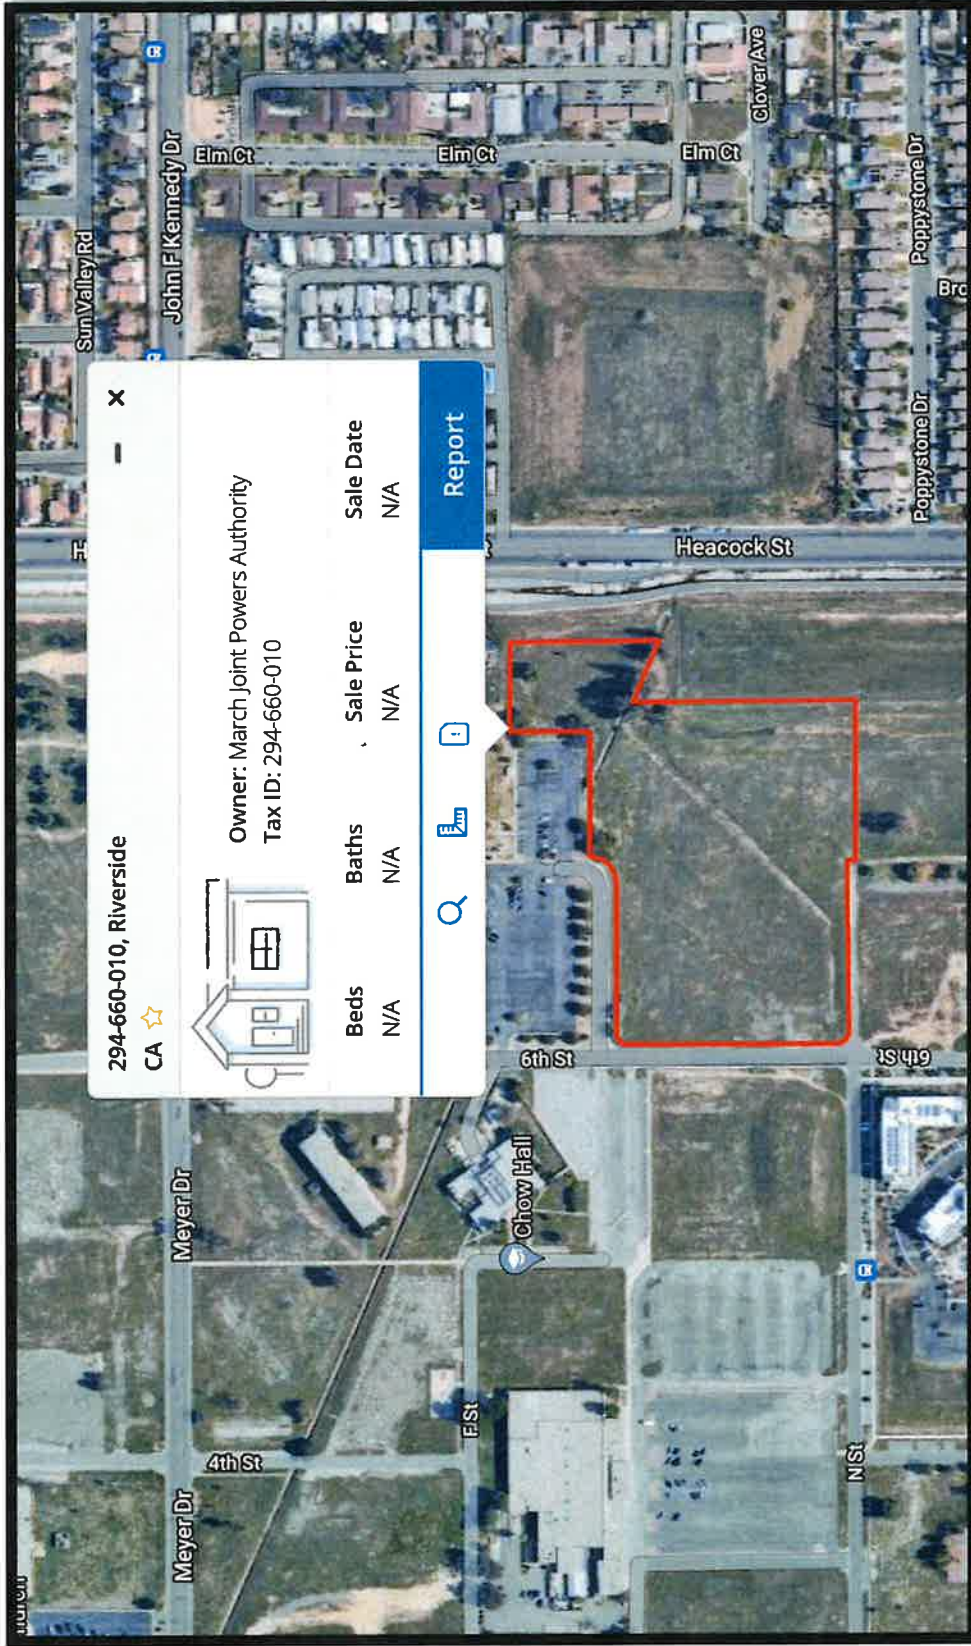 294-660-010, Riverside
CA
Owner: March Joint Powers Authority
Tax ID: 294-660-010
Beds
Baths
Sale Price
Sale Date
N/A
N/A
N/A
N/A
Report
Sun Valley Rd
John F Kennedy Dr
Elm Ct
Elm Ct
Elm Ct
Clover Ave
Poppystone Dr
Poppystone Dr
Heacock St
6th St
6th St
Chow Hall
Meyer Dr
Meyer Dr
4th St
F St
N St